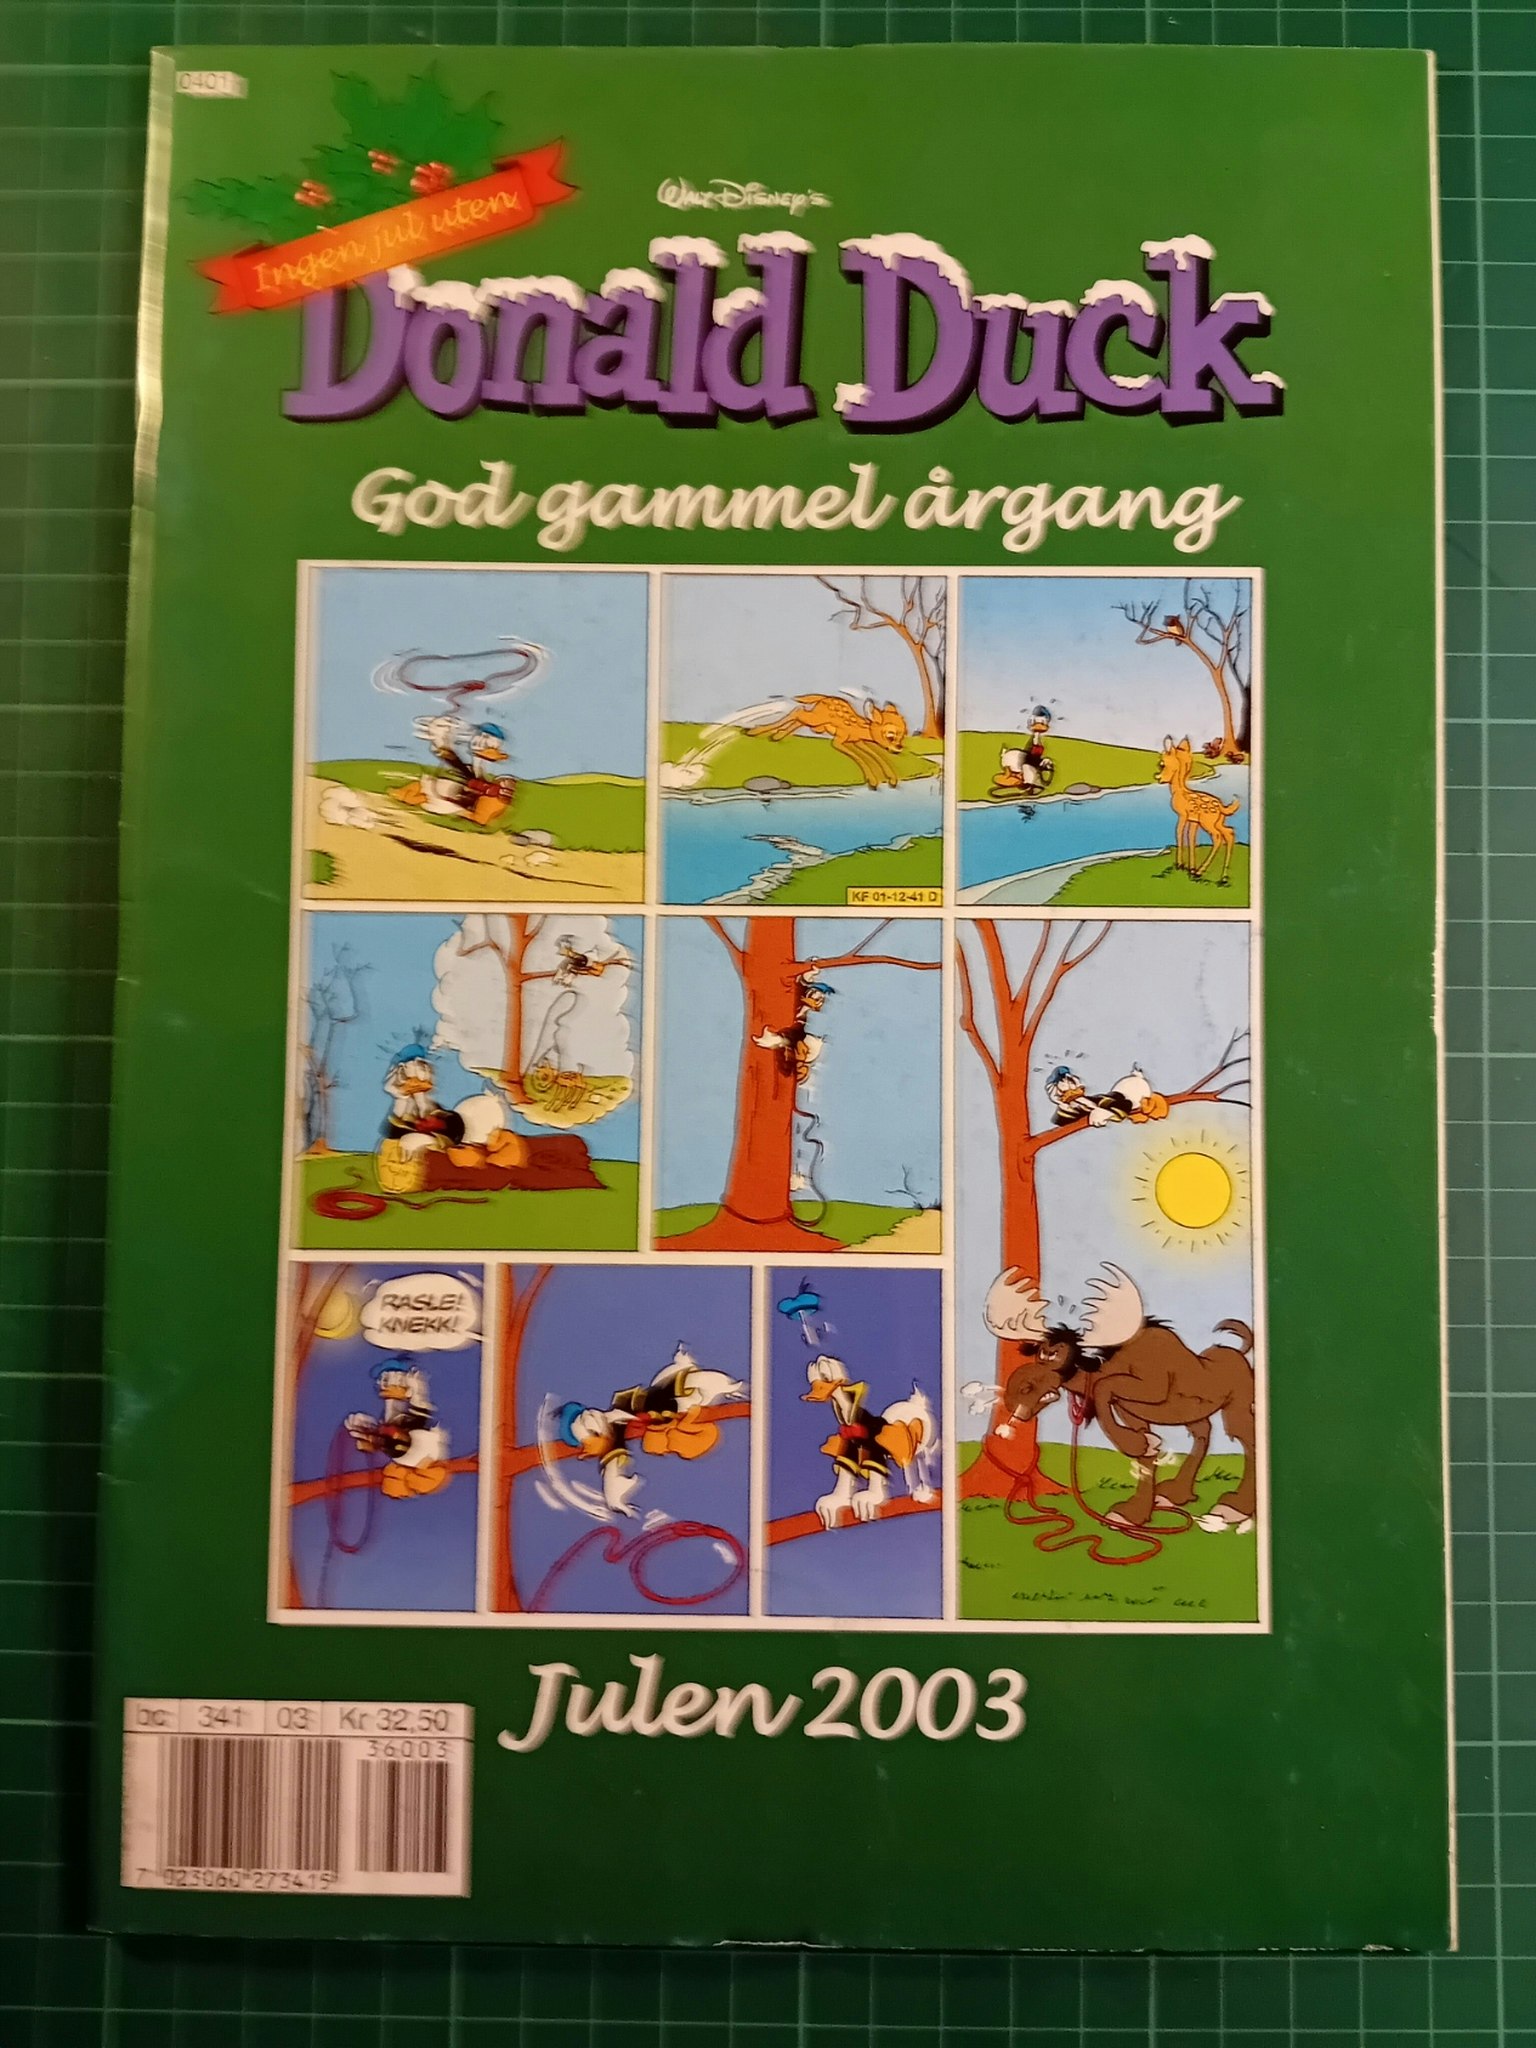 0401
Ingen jul uten
Walt Disney's
Donald Duck
God gammel årgang
KF 01-12-41 D
RASLE!
KNEKK!
Julen 2003
bc 341 03 Kr 32,50
36003
7 023060 273415